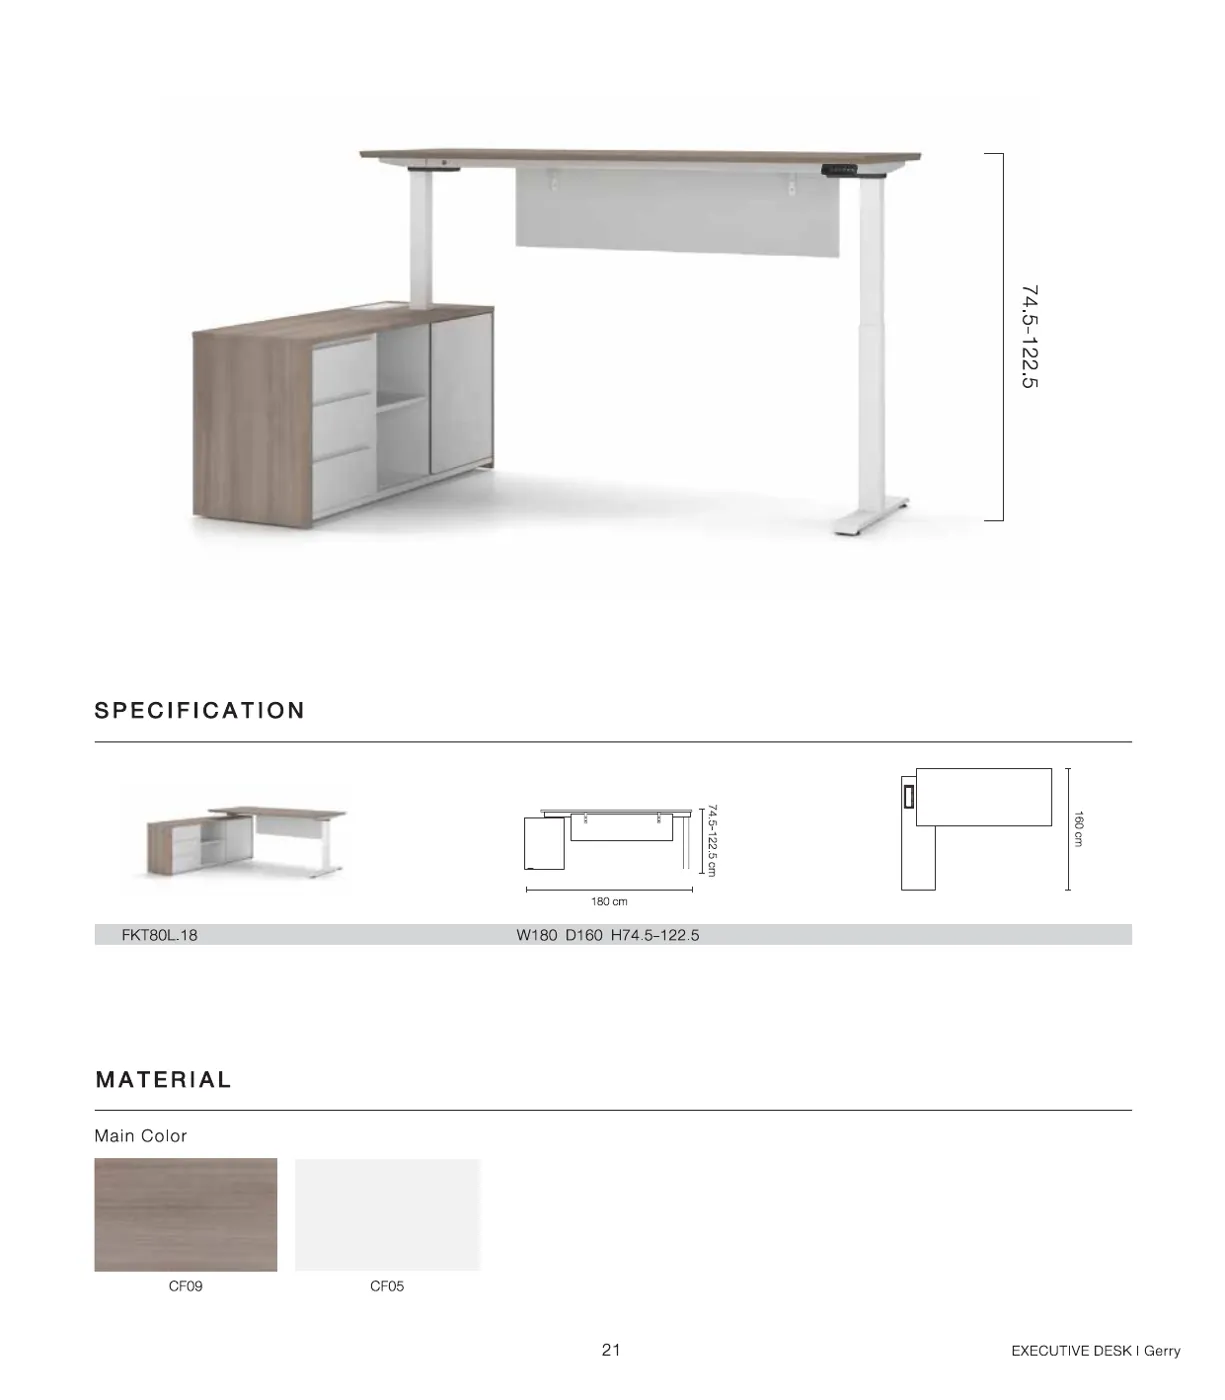 74.5-122.5
SPECIFICATION
74.5-122.5 cm
180 cm
160 cm
FKT80L.18 W180 D160 H74.5-122.5
MATERIAL
Main Color
CF09 CF05
21 EXECUTIVE DESK I Gerry